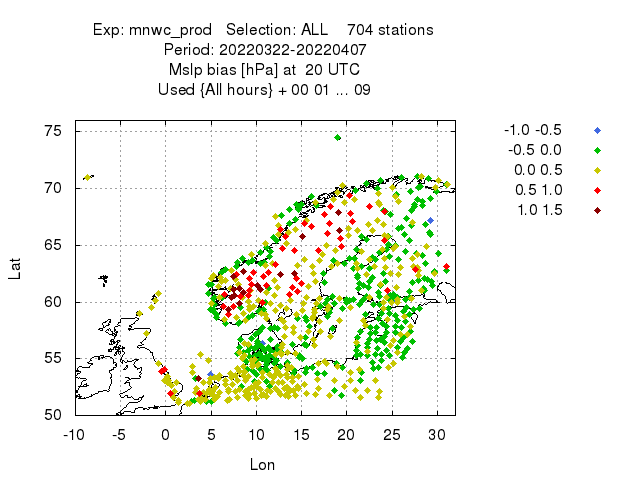 Exp: mnwc_prod   Selection: ALL    704 stations
Period: 20220322-20220407
Mslp bias [hPa] at  20 UTC
Used {All hours} + 00 01 ... 09
-1.0 -0.5
-0.5 0.0
0.0 0.5
0.5 1.0
1.0 1.5
75
70
65
60
55
50
Lat
-10 -5 0 5 10 15 20 25 30
Lon